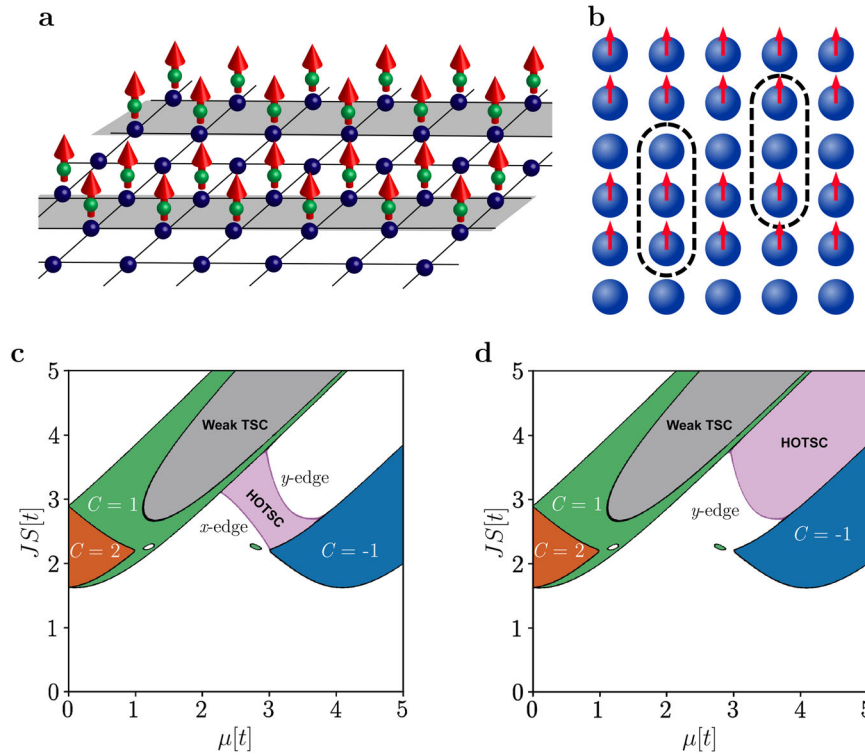 a
b
c
5
4
3
2
1
0
JS[t]
Weak TSC
C = 1
C = 2
HOTSC
y-edge
x-edge
C = -1
0 1 2 3 4 5
μ[t]
d
5
4
3
2
1
0
JS[t]
Weak TSC
HOTSC
C = 1
C = 2
y-edge
C = -1
0 1 2 3 4 5
μ[t]